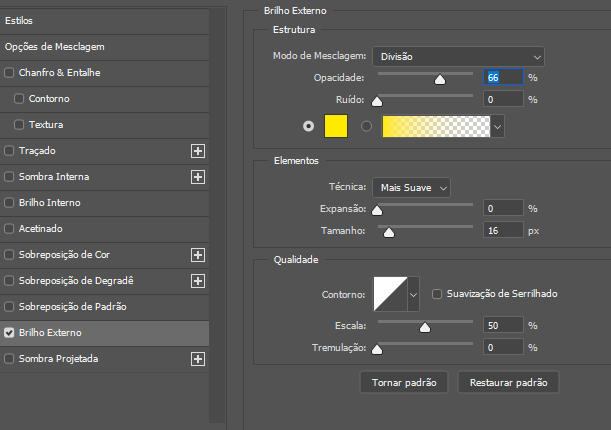 Estilos
Opções de Mesclagem
Chanfro & Entalhe
Contorno
Textura
Traçado
Sombra Interna
Brilho Interno
Acetinado
Sobreposição de Cor
Sobreposição de Degradê
Sobreposição de Padrão
Brilho Externo
Sombra Projetada
Brilho Externo
Estrutura
Modo de Mesclagem: Divisão
Opacidade: 66 %
Ruído: 0 %
Elementos
Técnica: Mais Suave
Expansão: 0 %
Tamanho: 16 px
Qualidade
Contorno: Suavização de Serrilhado
Escala: 50 %
Tremulação: 0 %
Tornar padrão Restaurar padrão